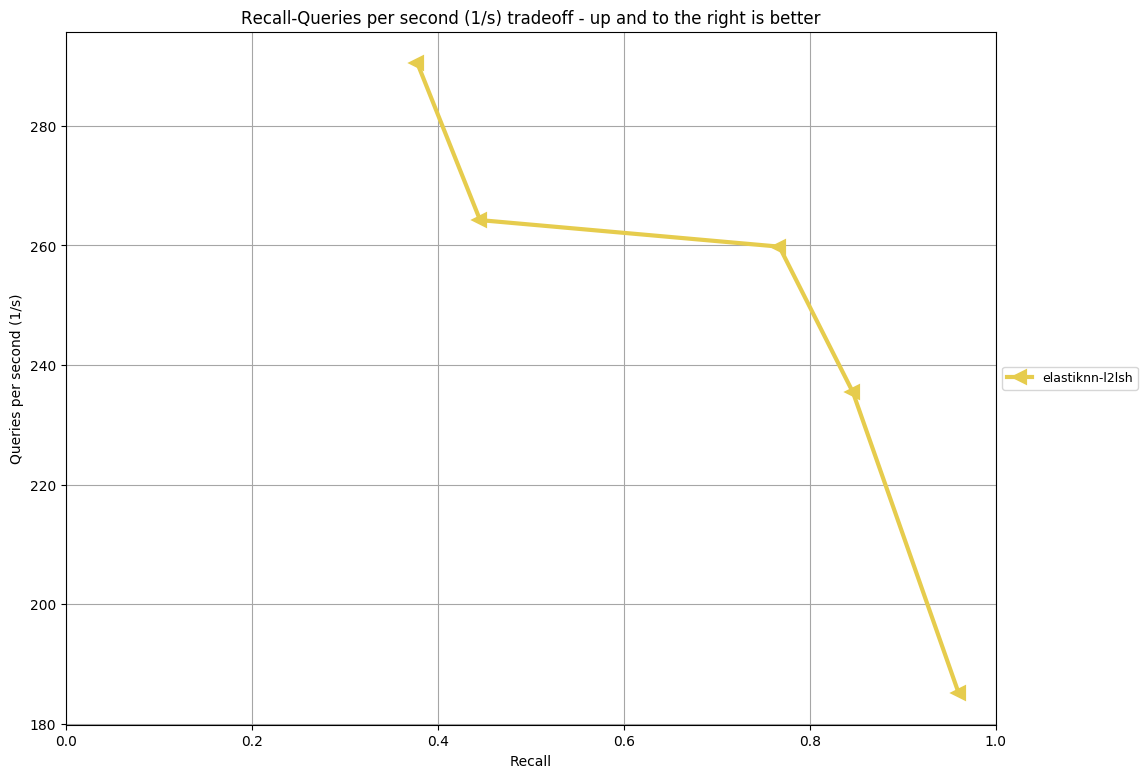 Recall-Queries per second (1/s) tradeoff - up and to the right is better
Queries per second (1/s)
280
260
240
220
200
180
0.0 0.2 0.4 0.6 0.8 1.0
Recall
elastiknn-l2lsh